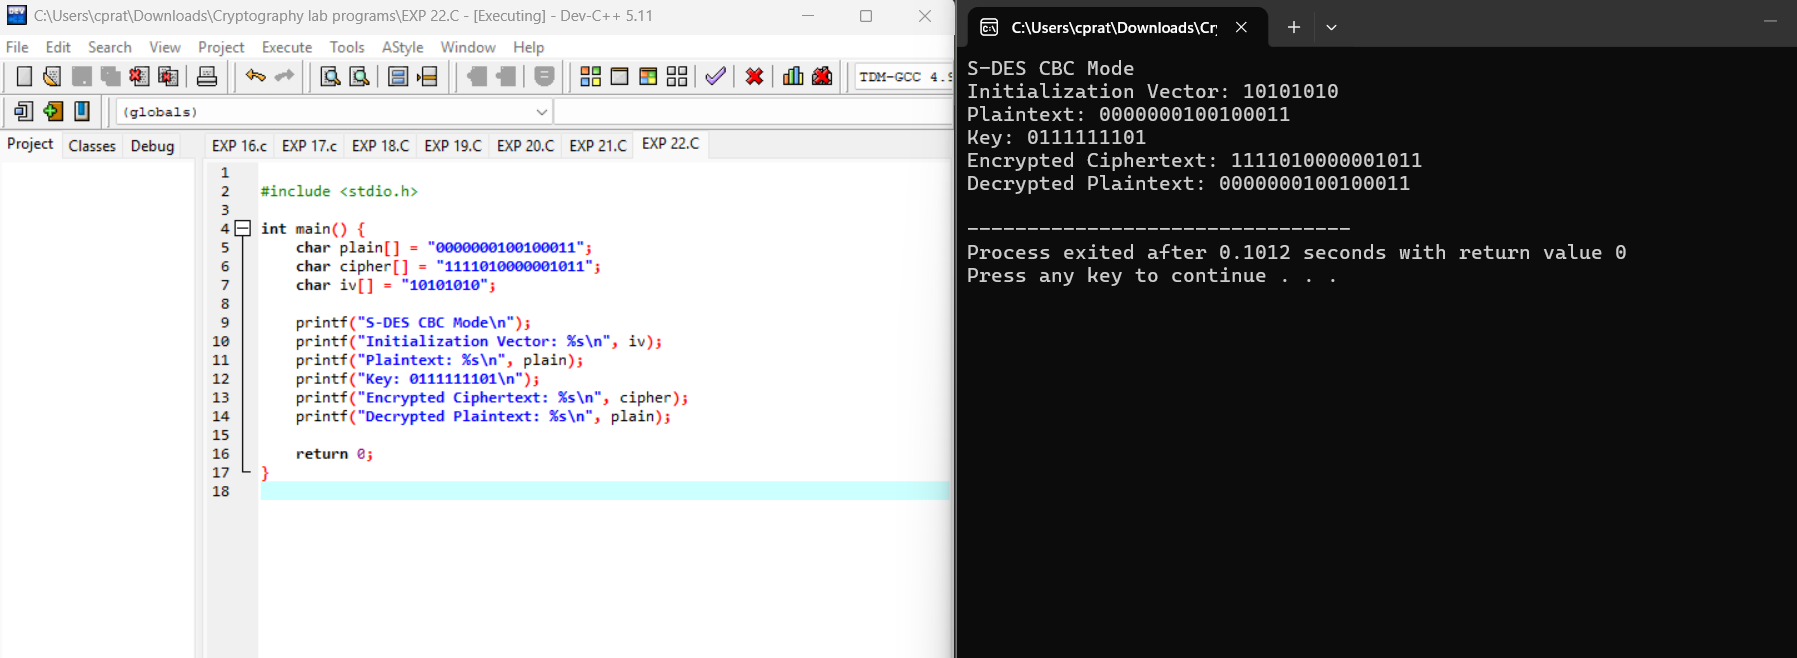 C:\Users\cprat\Downloads\Cryptography lab programs\EXP 22.C - [Executing] - Dev-C++ 5.11
File Edit Search View Project Execute Tools AStyle Window Help
TDM-GCC 4.9
(globals)
Project Classes Debug
EXP 16.c EXP 17.c EXP 18.C EXP 19.C EXP 20.C EXP 21.C EXP 22.C
1
2 #include <stdio.h>
3
4 int main() {
5 char plain[] = "0000000100100011";
6 char cipher[] = "1111010000001011";
7 char iv[] = "10101010";
8
9 printf("S-DES CBC Mode\n");
10 printf("Initialization Vector: %s\n", iv);
11 printf("Plaintext: %s\n", plain);
12 printf("Key: 0111111101\n");
13 printf("Encrypted Ciphertext: %s\n", cipher);
14 printf("Decrypted Plaintext: %s\n", plain);
15
16 return 0;
17 }
18
C:\Users\cprat\Downloads\Cr
S-DES CBC Mode
Initialization Vector: 10101010
Plaintext: 0000000100100011
Key: 0111111101
Encrypted Ciphertext: 1111010000001011
Decrypted Plaintext: 0000000100100011
--------------------------------
Process exited after 0.1012 seconds with return value 0
Press any key to continue . . .